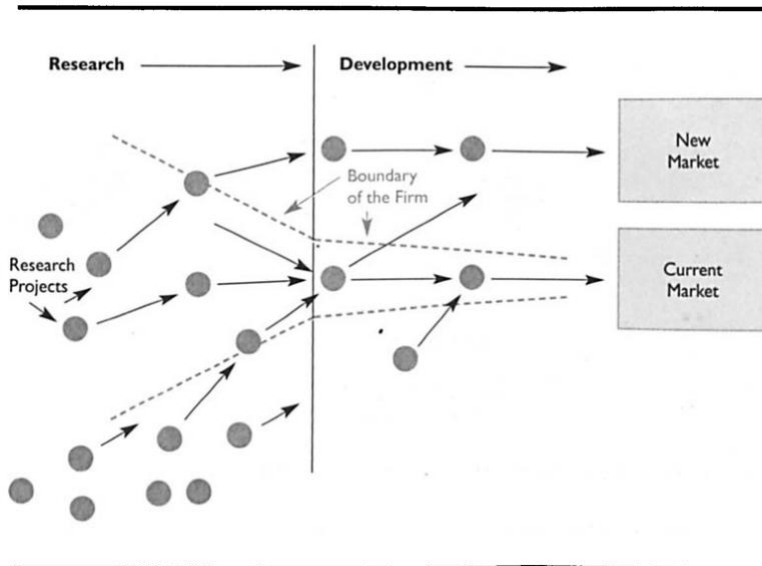 Research
Development
New
Market
Boundary
of the Firm
Research
Projects
Current
Market